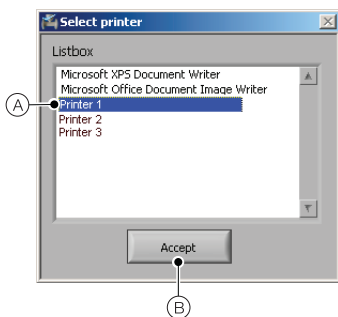 Select printer
Listbox
Microsoft XPS Document Writer
Microsoft Office Document Image Writer
A
Printer 1
Printer 2
Printer 3
Accept
B